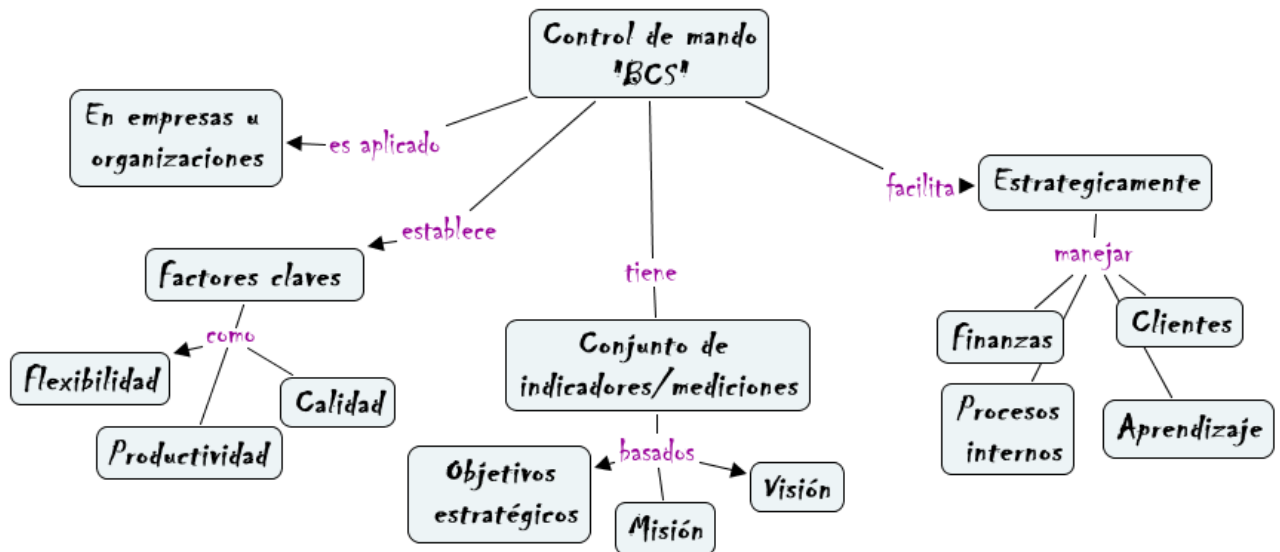 Control de mando
"BCS"
En empresas u
organizaciones
es aplicado
establece
tiene
facilita
Estrategicamente
Factores claves
como
Flexibilidad
Calidad
Productividad
Conjunto de
indicadores/mediciones
basados
Objetivos
estratégicos
Misión
Visión
manejar
Finanzas
Clientes
Procesos
internos
Aprendizaje